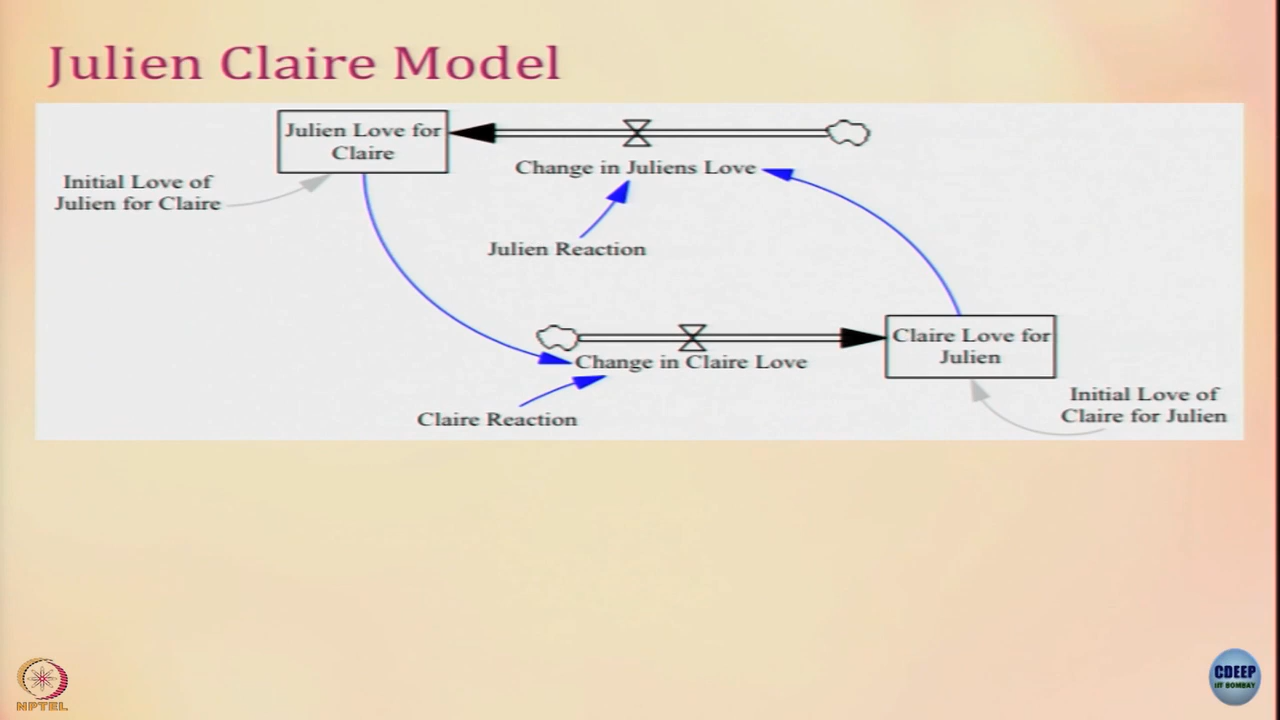 Julien Claire Model
Julien Love for
Claire
Initial Love of
Julien for Claire
Change in Juliens Love
Julien Reaction
Claire Love for
Julien
Change in Claire Love
Claire Reaction
Initial Love of
Claire for Julien
NPTEL
CDEEP
IIT BOMBAY